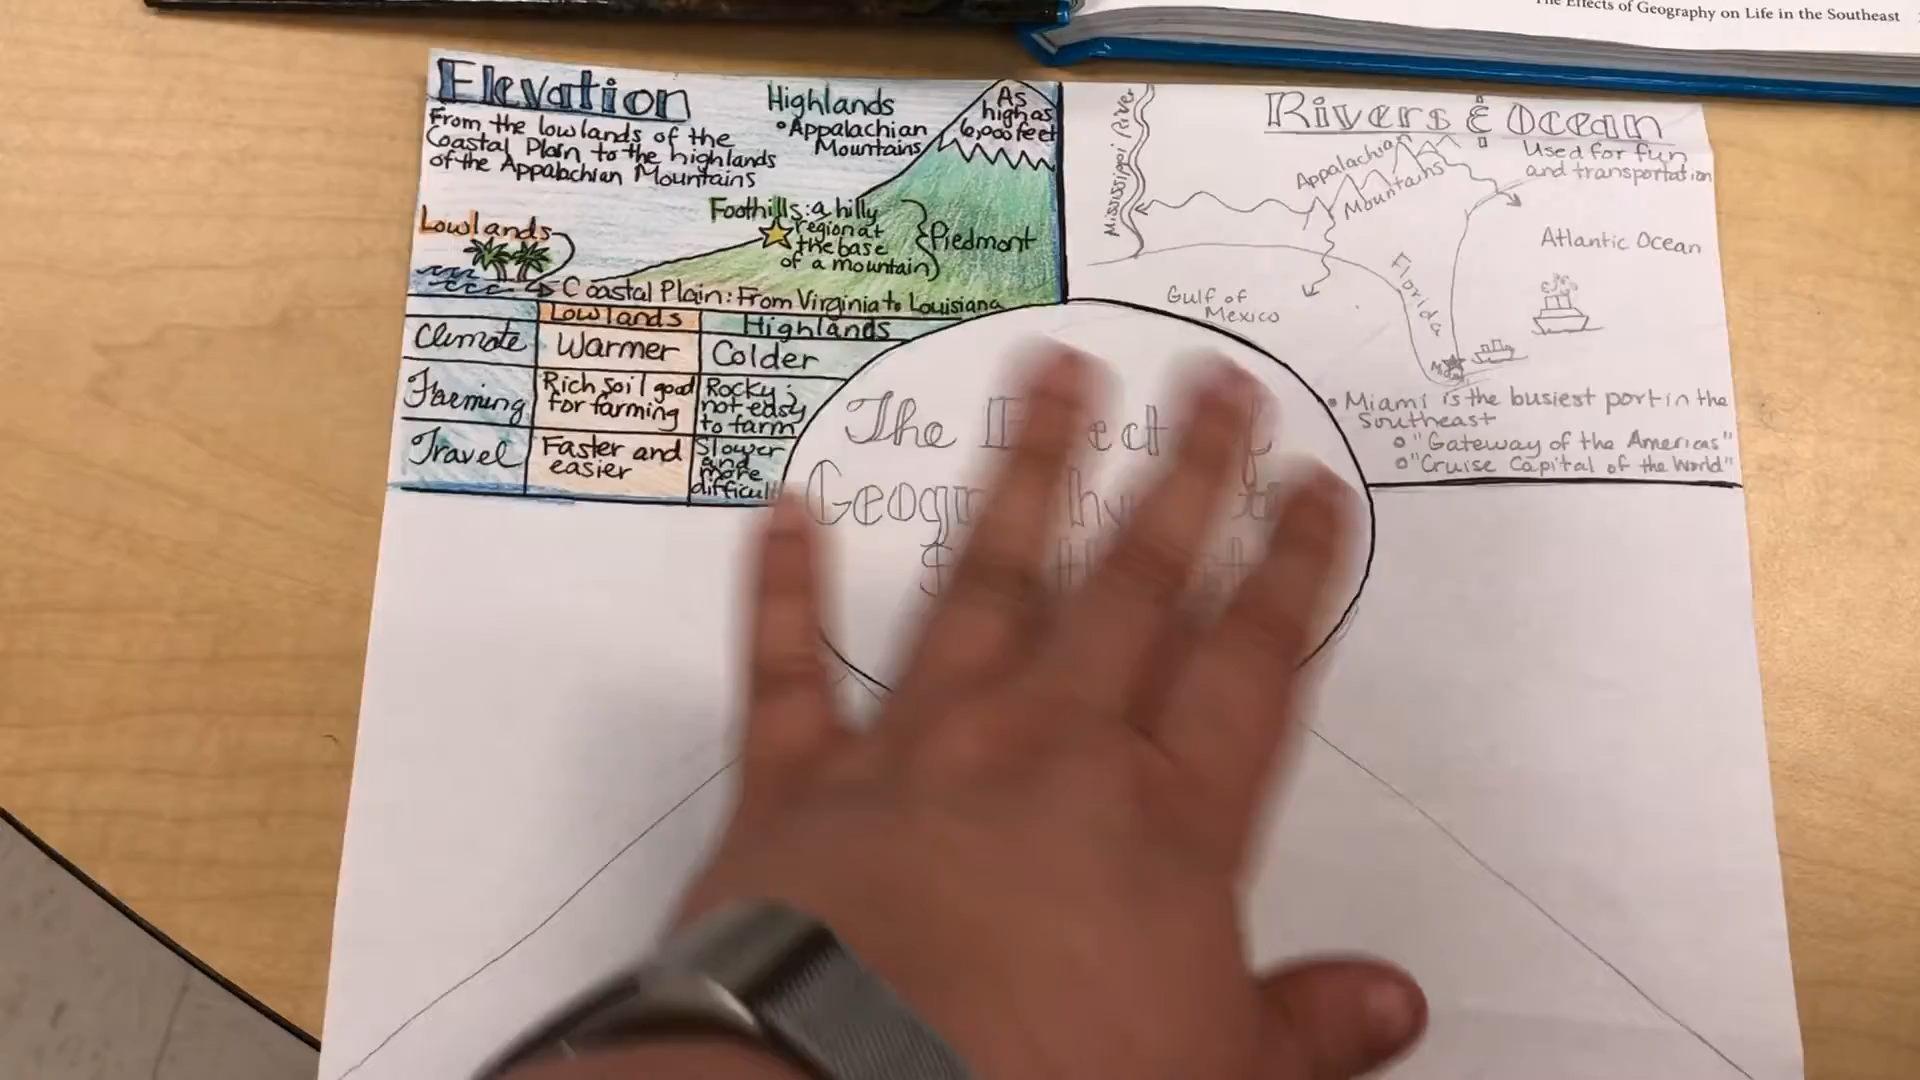 The Effects of Geography on Life in the Southeast
Elevation
From the lowlands of the
Coastal Plain to the highlands
of the Appalachian Mountains
Highlands
• Appalachian
Mountains
As
high as
6,000 feet
Lowlands
Foothills: a hilly
region at
the base
of a mountain
Piedmont
Coastal Plain: From Virginia to Louisiana
Lowlands Highlands
Climate Warmer Colder
Farming Rich soil good
for farming
Rocky;
not easy
to farm
Travel Faster and
easier
Slower
and
more
difficult
Rivers & Ocean
Used for fun
and transportation
Mississippi River
Appalachian
Mountains
Atlantic Ocean
Florida
Gulf of
Mexico
Miami
• Miami is the busiest port in the
Southeast
o "Gateway of the Americas"
o "Cruise Capital of the World"
The